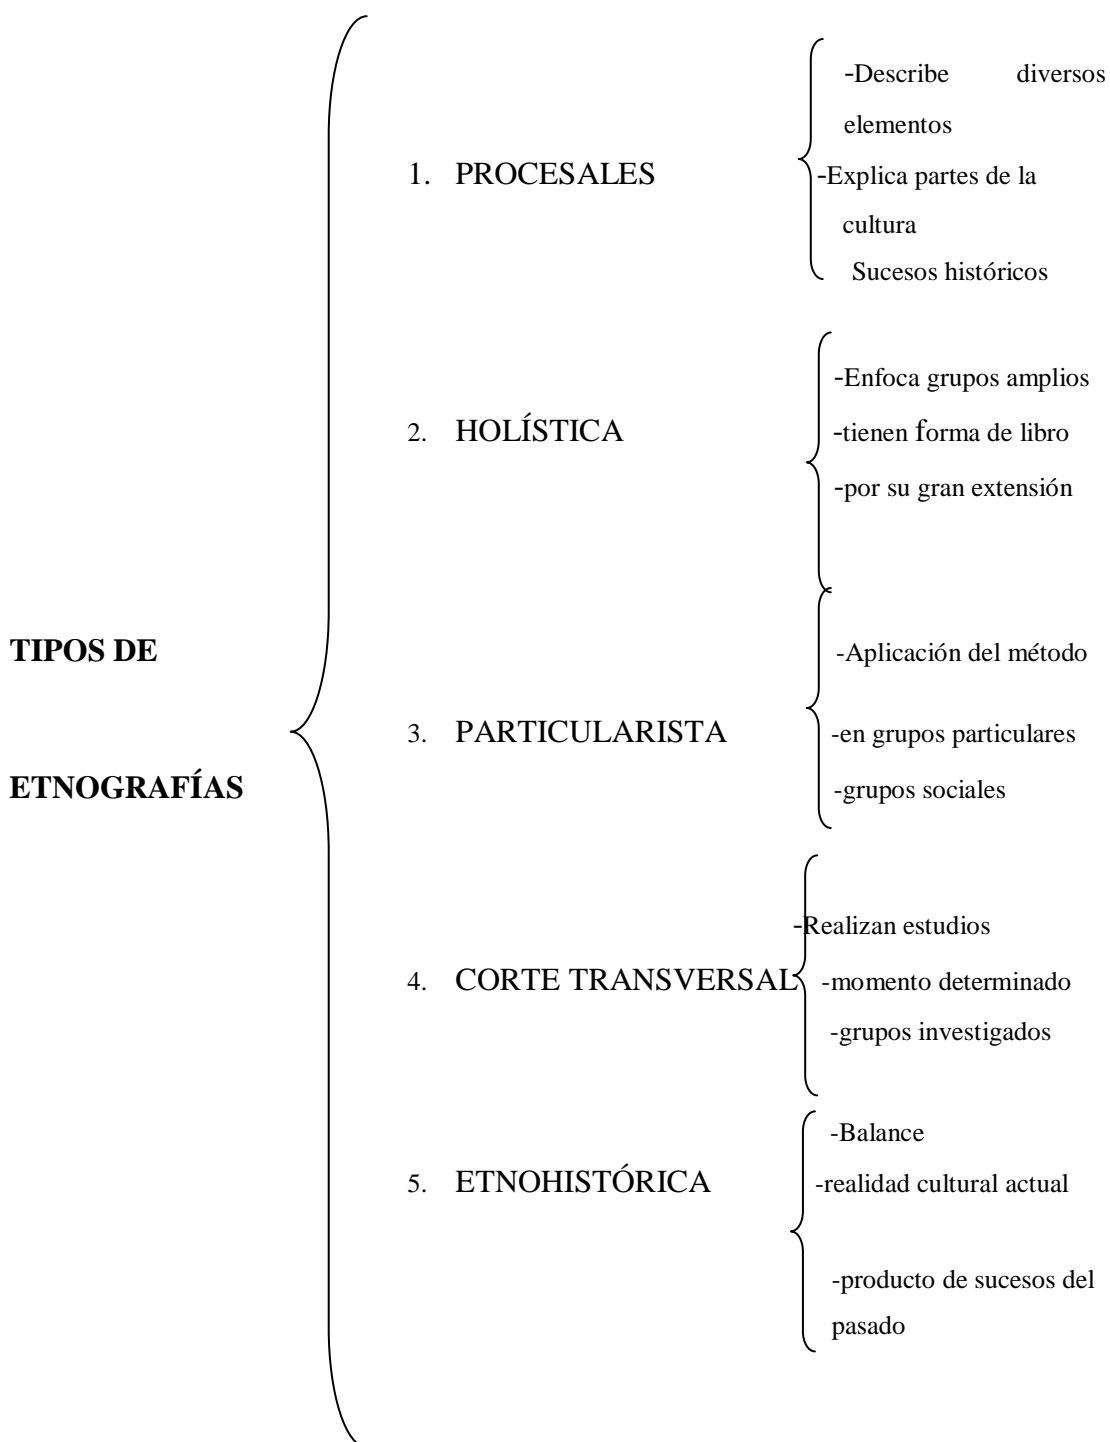 TIPOS DE
ETNOGRAFÍAS
1. PROCESALES
-Describe diversos
elementos
-Explica partes de la
cultura
Sucesos históricos
2. HOLÍSTICA
-Enfoca grupos amplios
-tienen forma de libro
-por su gran extensión
3. PARTICULARISTA
-Aplicación del método
-en grupos particulares
-grupos sociales
4. CORTE TRANSVERSAL
-Realizan estudios
-momento determinado
-grupos investigados
5. ETNOHISTÓRICA
-Balance
-realidad cultural actual
-producto de sucesos del
pasado